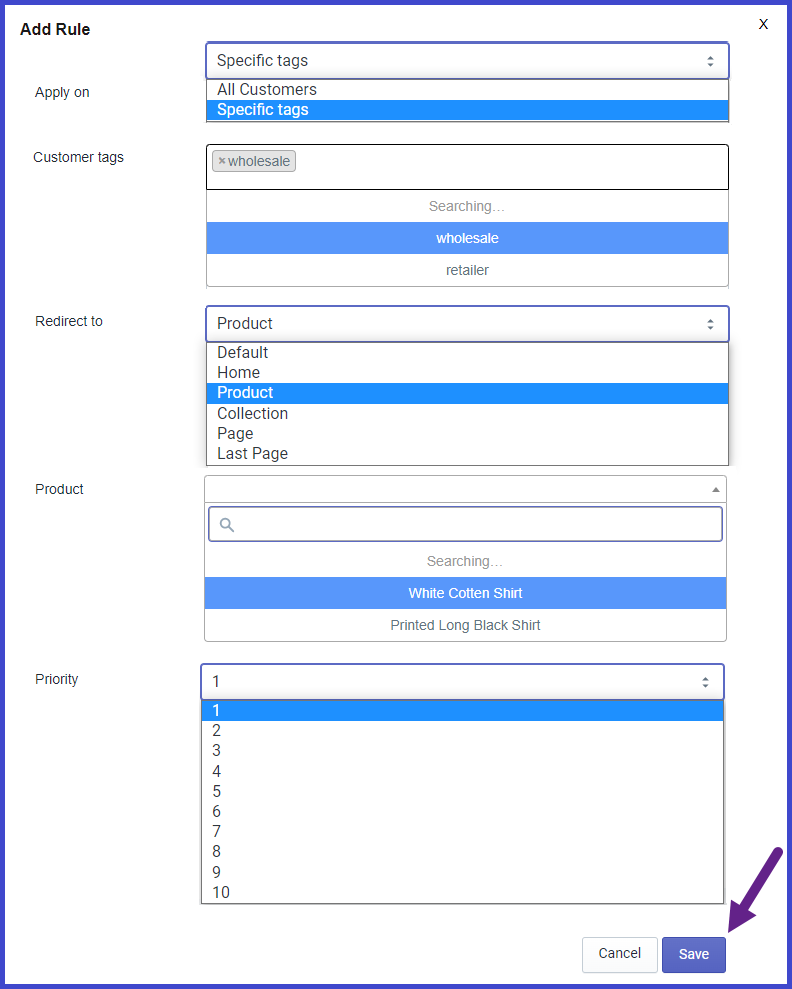 Add Rule
X
Specific tags
Apply on
All Customers
Specific tags
Customer tags
×wholesale
Searching…
wholesale
retailer
Redirect to
Product
Default
Home
Product
Collection
Page
Last Page
Product
Searching…
White Cotten Shirt
Printed Long Black Shirt
Priority
1
1
2
3
4
5
6
7
8
9
10
Cancel
Save